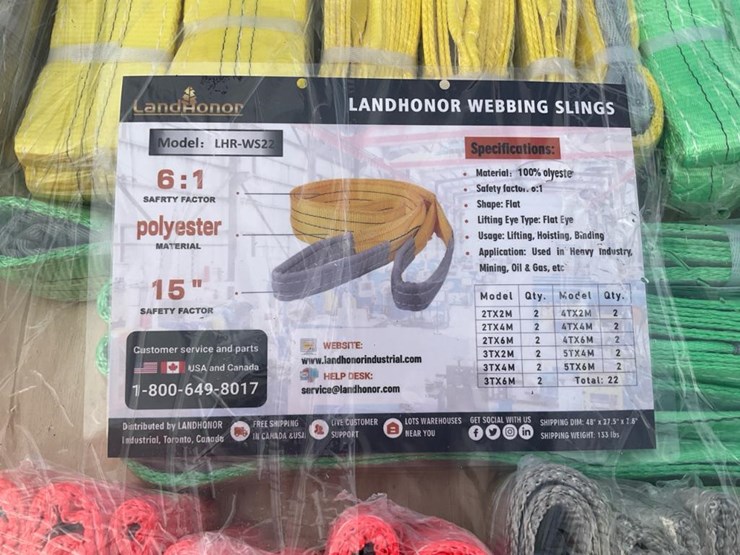 LandHonor
LANDHONOR WEBBING SLINGS
Model: LHR-WS22
6:1
SAFRTY FACTOR
polyester
MATERIAL
15"
SAFETY FACTOR
Customer service and parts
USA and Canada
1-800-649-8017
WEBSITE:
www.landhonorindustrial.com
HELP DESK:
service@landhonor.com
Specifications:
• Material: 100% olyeste
• Safety factor: 6:1
• Shape: Flat
• Lifting Eye Type: Flat Eye
• Usage: Lifting, Hoisting, Binding
• Application: Used in Henvy Industry,
Mining, Oil & Gas, etc
Model Qty. Model Qty.
2TX2M 2 4TX2M 2
2TX4M 2 4TX4M 2
2TX6M 2 4TX6M 2
3TX2M 2 5TX4M 2
3TX4M 2 5TX6M 2
3TX6M 2 Total: 22
Distributed by LANDHONOR
Industrial, Toronto, Canada
FREE SHIPPING
IN CANADA &USA
LIVE CUSTOMER
SUPPORT
LOTS WAREHOUSES
NEAR YOU
GET SOCIAL WITH US
SHIPPING DIM: 48" x 37.5" x
SHIPPING WEIGHT: 133 lbs